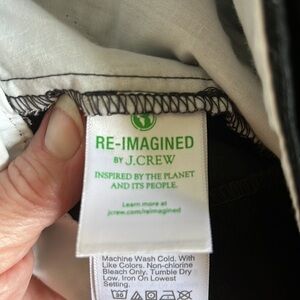 RE-IMAGINED
BY J.CREW
INSPIRED BY THE PLANET
AND ITS PEOPLE.
Learn more at
jcrew.com/reimagined
Machine Wash Cold. With
Like Colors. Non-chlorine
Bleach Only. Tumble Dry
Low. Iron On Lowest
Setting.